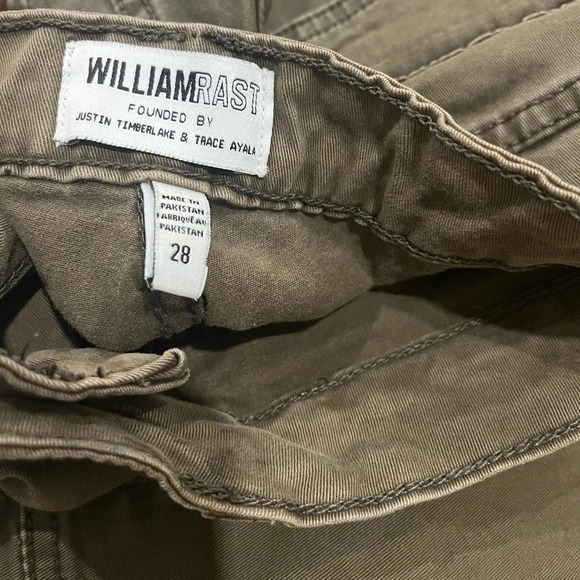 WILLIAMRAST
FOUNDED BY
JUSTIN TIMBERLAKE & TRACE AYALA
MADE IN
PAKISTAN
FABRIQUÉ AU
PAKISTAN
28